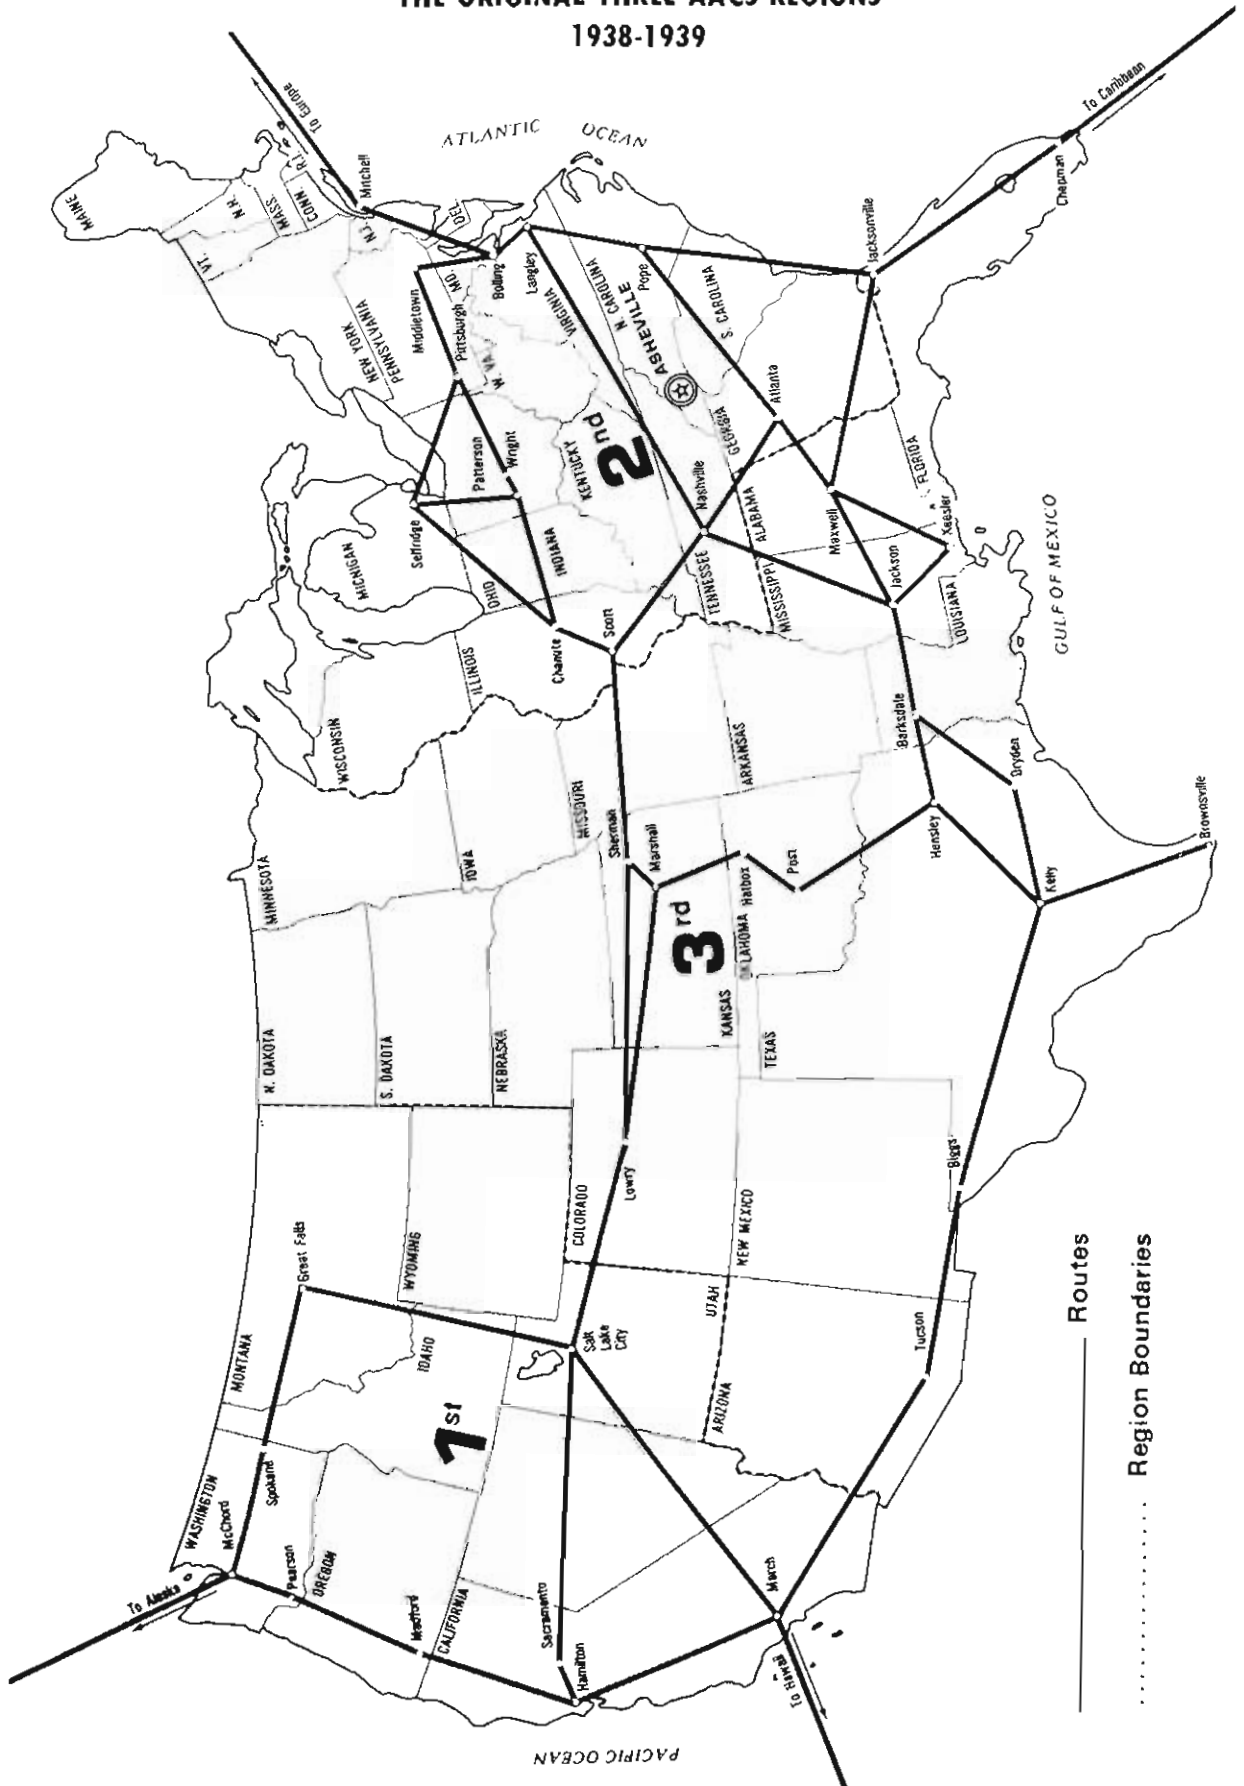 THE ORIGINAL THREE AACS REGIONS
1938-1939
To Europe
To Caribbean
To Alaska
To Hawaii
ATLANTIC OCEAN
PACIFIC OCEAN
GULF OF MEXICO
1st
2nd
3rd
ASHEVILLE
MAINE
VT.
N.H.
MASS
CONN.
R.I.
N.J.
DEL
MD.
NEW YORK
PENNSYLVANIA
W. VA
VIRGINIA
N. CAROLINA
S. CAROLINA
GEORGIA
FLORIDA
ALABAMA
MISSISSIPPI
TENNESSEE
KENTUCKY
INDIANA
OHIO
MICHIGAN
ILLINOIS
WISCONSIN
MINNESOTA
IOWA
MISSOURI
ARKANSAS
LOUISIANA
N. DAKOTA
S. DAKOTA
NEBRASKA
KANSAS
OKLAHOMA
TEXAS
NEW MEXICO
COLORADO
WYOMING
MONTANA
IDAHO
UTAH
ARIZONA
WASHINGTON
OREGON
CALIFORNIA
Mitchell
Middletown
Bolling
Langley
Pittsburgh
Patterson
Wright
Selfridge
Chanute
Scott
Nashville
Pope
Atlanta
Jacksonville
Chapman
Maxwell
Keesler
Jackson
Barksdale
Dryden
Hensley
Kelly
Brownsville
Sherman
Marshall
Hatbox
Post
Lowry
Biggs
Tucson
Great Falls
Salt
Lake
City
Spokane
McChord
Pearson
Medford
Sacramento
Hamilton
March
Routes
Region Boundaries